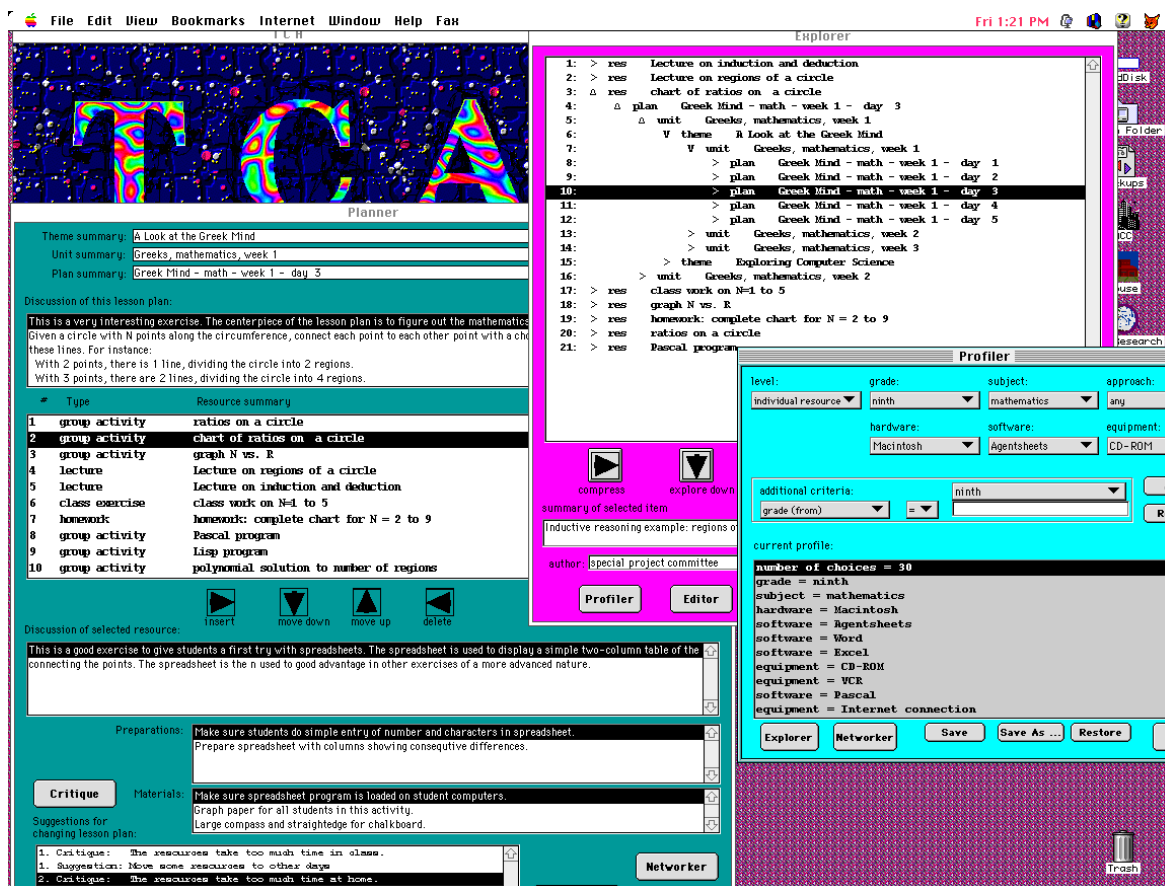 File Edit View Bookmarks Internet Window Help Fax
Fri 1:21 PM
TCA
Planner
Theme summary: A Look at the Greek Mind
Unit summary: Greeks, mathematics, week 1
Plan summary: Greek Mind - math - week 1 - day 3
Discussion of this lesson plan:
This is a very interesting exercise. The centerpiece of the lesson plan is to figure out the mathematics
Given a circle with N points along the circumference, connect each point to each other point with a
these lines. For instance:
With 2 points, there is 1 line, dividing the circle into 2 regions.
With 3 points, there are 2 lines, dividing the circle into 4 regions.
# Type Resource summary
1 group activity ratios on a circle
2 group activity chart of ratios on a circle
3 group activity graph N vs. R
4 lecture Lecture on regions of a circle
5 lecture Lecture on induction and deduction
6 class exercise class work on N=1 to 5
7 homework homework: complete chart for N = 2 to 9
8 group activity Pascal program
9 group activity Lisp program
10 group activity polynomial solution to number of regions
insert move down move up delete
Discussion of selected resource:
This is a good exercise to give students a first try with spreadsheets. The spreadsheet is used to display a simple two-column table of the
connecting the points. The spreadsheet is the n used to good advantage in other exercises of a more advanced nature.
Preparations:
Make sure students do simple entry of number and characters in spreadsheet.
Prepare spreadsheet with columns showing consequtive differences.
Critique
Materials:
Make sure spreadsheet program is loaded on student computers.
Graph paper for all students in this activity.
Large compass and straightedge for chalkboard.
Suggestions for
changing lesson plan:
1. Critique: The resources take too much time in class.
1. Suggestion: Move some resources to other days
2. Critique: The resources take too much time at home.
Networker
Explorer
1: > res Lecture on induction and deduction
2: > res Lecture on regions of a circle
3: Δ res chart of ratios on a circle
4: Δ plan Greek Mind - math - week 1 - day 3
5: Δ unit Greeks, mathematics, week 1
6: V theme A Look at the Greek Mind
7: V unit Greeks, mathematics, week 1
8: > plan Greek Mind - math - week 1 - day 1
9: > plan Greek Mind - math - week 1 - day 2
10: > plan Greek Mind - math - week 1 - day 3
11: > plan Greek Mind - math - week 1 - day 4
12: > plan Greek Mind - math - week 1 - day 5
13: > unit Greeks, mathematics, week 2
14: > unit Greeks, mathematics, week 3
15: > theme Exploring Computer Science
16: > unit Greeks, mathematics, week 2
17: > res class work on N=1 to 5
18: > res graph N vs. R
19: > res homework: complete chart for N = 2 to 9
20: > res ratios on a circle
21: > res Pascal program
compress explore down
summary of selected item
Inductive reasoning example: regions
author: special project committee
Profiler Editor
Profiler
level: grade: subject: approach:
individual resource ninth mathematics any
hardware: software: equipment:
Macintosh Agentsheets CD-ROM
additional criteria: ninth
grade (from) =
current profile:
number of choices = 30
grade = ninth
subject = mathematics
hardware = Macintosh
software = Agentsheets
software = Word
software = Excel
equipment = CD-ROM
equipment = VCR
software = Pascal
equipment = Internet connection
Explorer Networker Save Save As ... Restore
Folder
Trash